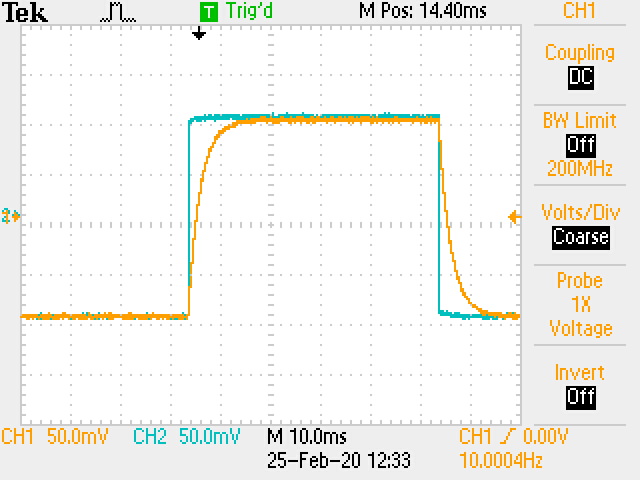 Tek T Trig'd M Pos: 14.40ms CH1
Coupling
DC
BW Limit
Off
200MHz
Volts/Div
Coarse
Probe
1X
Voltage
Invert
Off
CH1 50.0mV CH2 50.0mV M 10.0ms CH1 0.00V
25-Feb-20 12:33 10.0004Hz